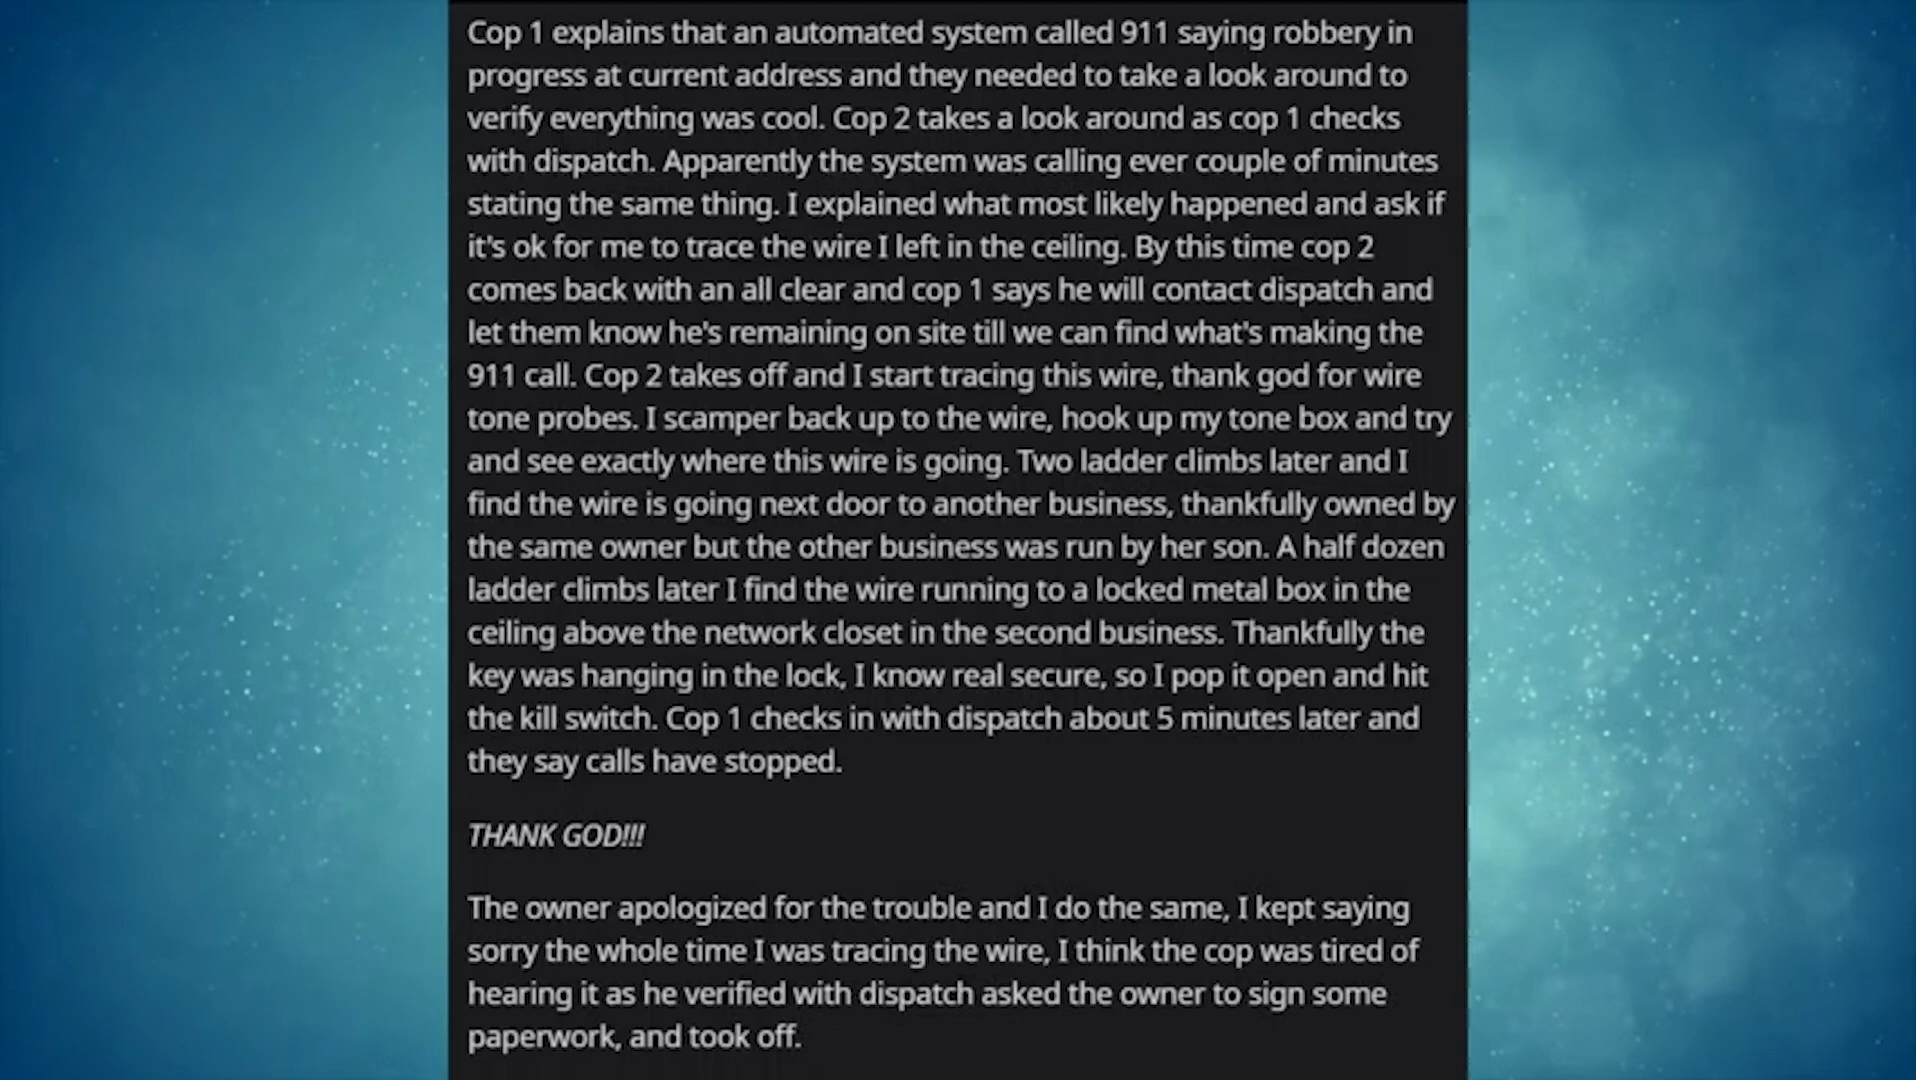 Cop 1 explains that an automated system called 911 saying robbery in
progress at current address and they needed to take a look around to
verify everything was cool. Cop 2 takes a look around as cop 1 checks
with dispatch. Apparently the system was calling ever couple of minutes
stating the same thing. I explained what most likely happened and ask if
it's ok for me to trace the wire I left in the ceiling. By this time cop 2
comes back with an all clear and cop 1 says he will contact dispatch and
let them know he's remaining on site till we can find what's making the
911 call. Cop 2 takes off and I start tracing this wire, thank god for wire
tone probes. I scamper back up to the wire, hook up my tone box and try
and see exactly where this wire is going. Two ladder climbs later and I
find the wire is going next door to another business, thankfully owned by
the same owner but the other business was run by her son. A half dozen
ladder climbs later I find the wire running to a locked metal box in the
ceiling above the network closet in the second business. Thankfully the
key was hanging in the lock, I know real secure, so I pop it open and hit
the kill switch. Cop 1 checks in with dispatch about 5 minutes later and
they say calls have stopped.
THANK GOD!!!
The owner apologized for the trouble and I do the same, I kept saying
sorry the whole time I was tracing the wire, I think the cop was tired of
hearing it as he verified with dispatch asked the owner to sign some
paperwork, and took off.